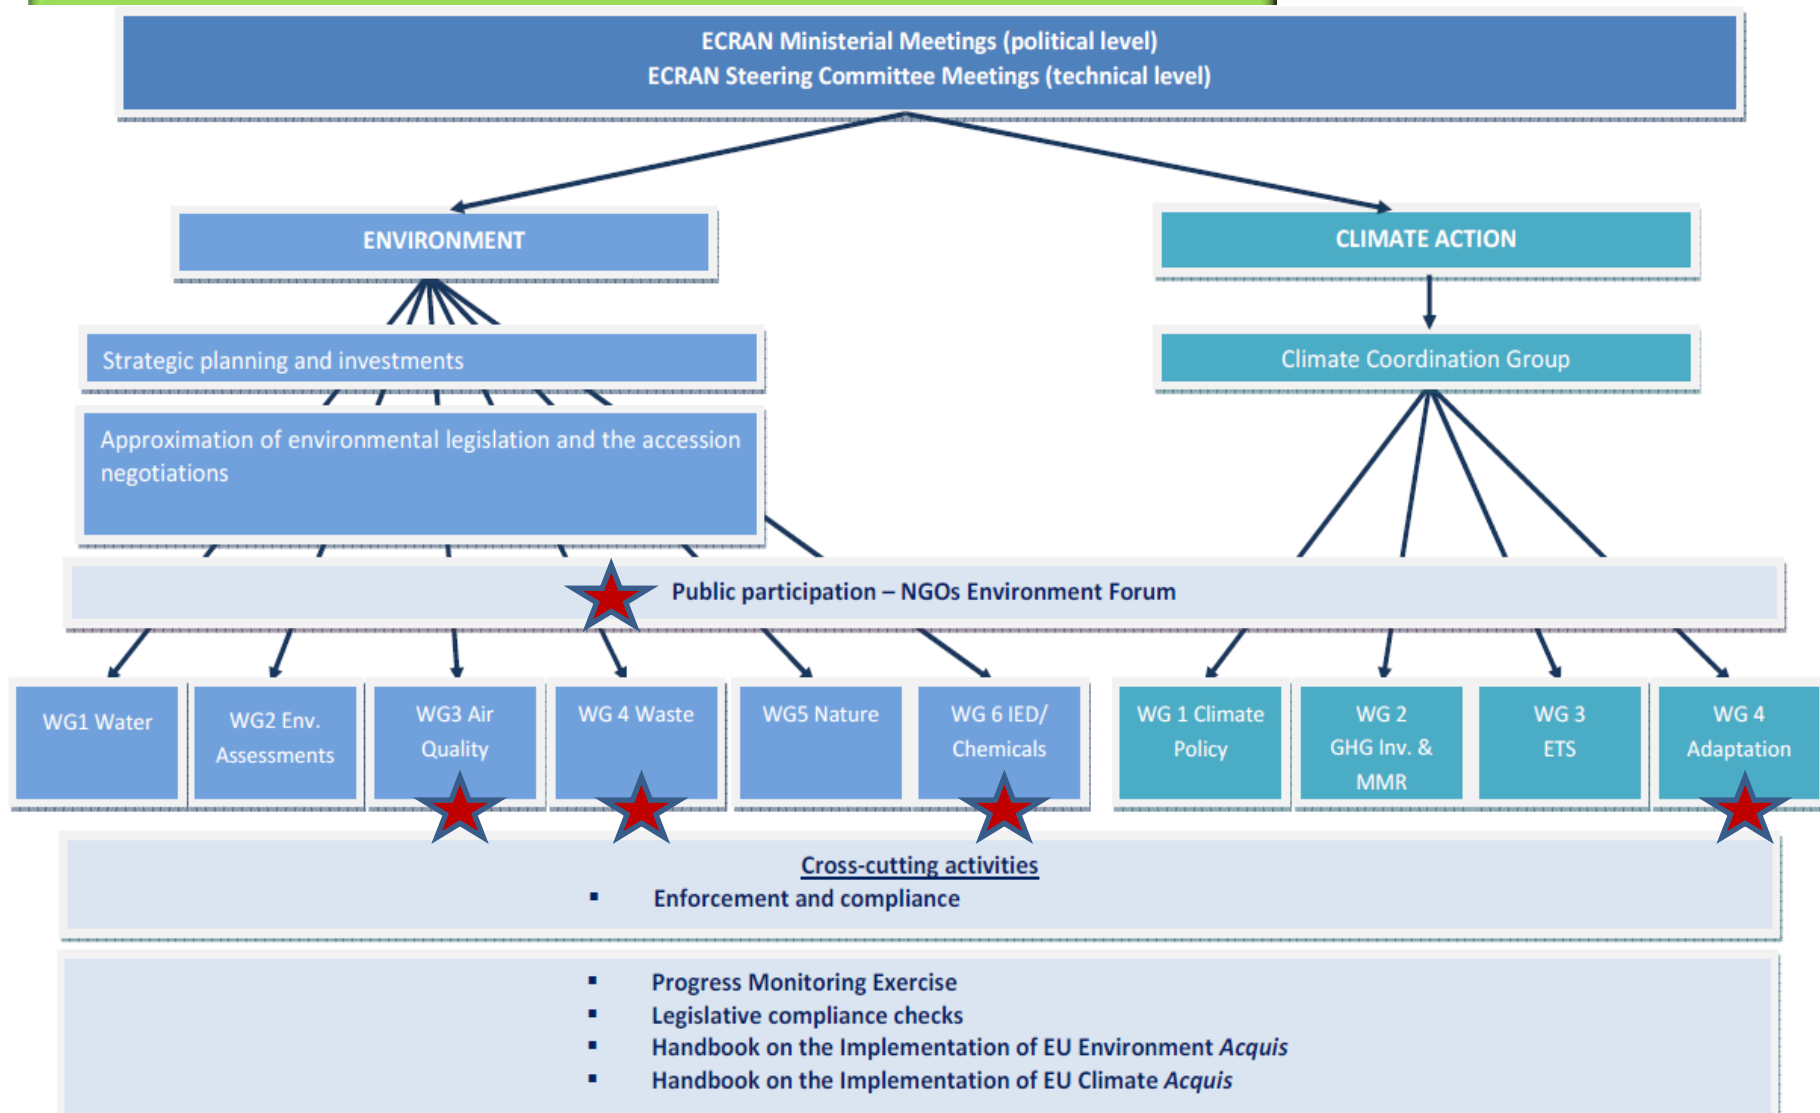 ECRAN Ministerial Meetings (political level)
ECRAN Steering Committee Meetings (technical level)
ENVIRONMENT
CLIMATE ACTION
Strategic planning and investments
Climate Coordination Group
Approximation of environmental legislation and the accession
negotiations
Public participation – NGOs Environment Forum
WG1 Water
WG2 Env.
Assessments
WG3 Air
Quality
WG 4 Waste
WG5 Nature
WG 6 IED/
Chemicals
WG 1 Climate
Policy
WG 2
GHG Inv. &
MMR
WG 3
ETS
WG 4
Adaptation
Cross-cutting activities
▪ Enforcement and compliance
▪ Progress Monitoring Exercise
▪ Legislative compliance checks
▪ Handbook on the Implementation of EU Environment Acquis
▪ Handbook on the Implementation of EU Climate Acquis